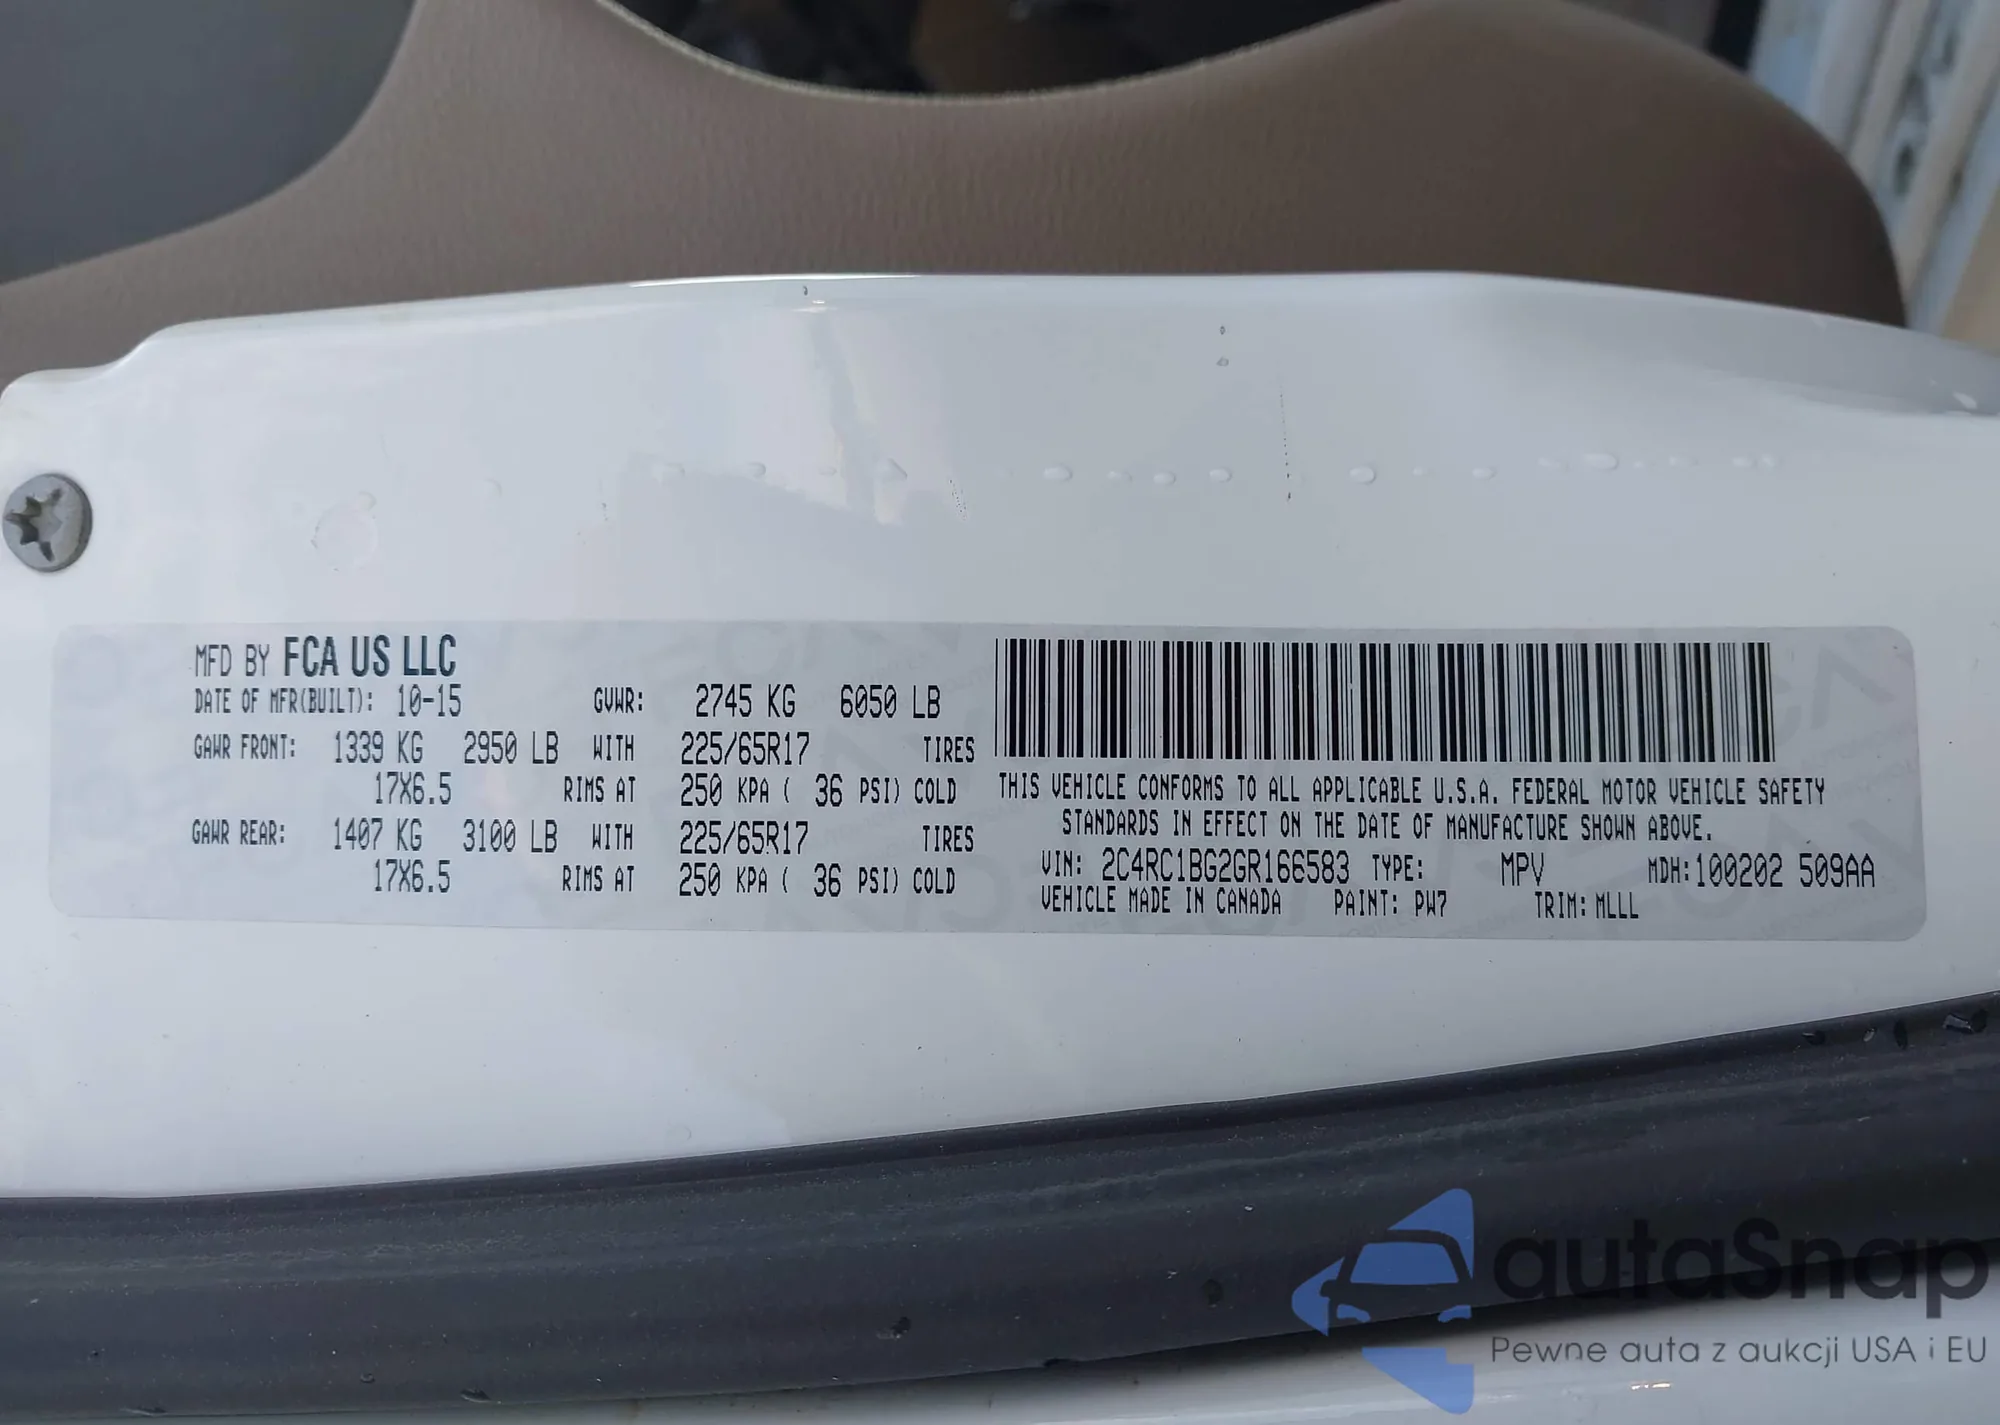 MFD BY FCA US LLC
DATE OF MFR(BUILT): 10-15 GVWR: 2745 KG 6050 LB
GAWR FRONT: 1339 KG 2950 LB WITH 225/65R17 TIRES
17X6.5 RIMS AT 250 KPA ( 36 PSI) COLD
GAWR REAR: 1407 KG 3100 LB WITH 225/65R17 TIRES
17X6.5 RIMS AT 250 KPA ( 36 PSI) COLD
THIS VEHICLE CONFORMS TO ALL APPLICABLE U.S.A. FEDERAL MOTOR VEHICLE SAFETY
STANDARDS IN EFFECT ON THE DATE OF MANUFACTURE SHOWN ABOVE.
VIN: 2C4RC1BG2GR166583 TYPE: MPV MDH:100202 509AA
VEHICLE MADE IN CANADA PAINT: PW7 TRIM: MLLL
autaSnap
Pewne auta z aukcji USA i EU